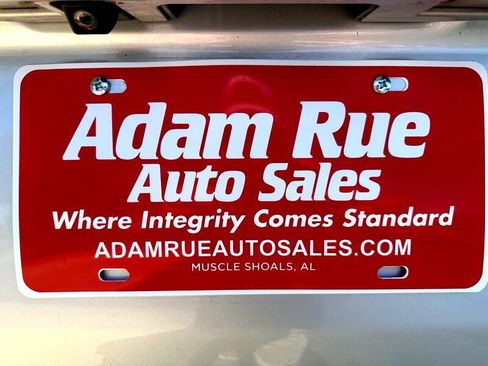 Adam Rue
Auto Sales
Where Integrity Comes Standard
ADAMRUEAUTOSALES.COM
MUSCLE SHOALS, AL